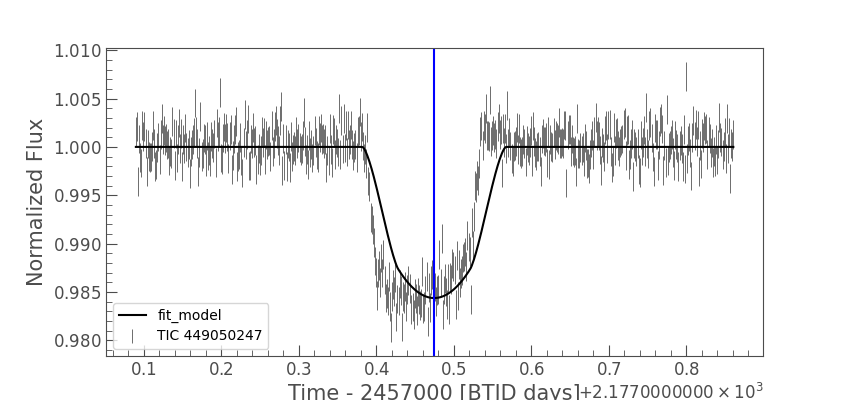 1.010
1.005
1.000
0.995
0.990
0.985
0.980
Normalized Flux
fit_model
TIC 449050247
0.1 0.2 0.3 0.4 0.5 0.6 0.7 0.8
Time - 2457000 [BTJD days]
+2.1770000000 × 10³